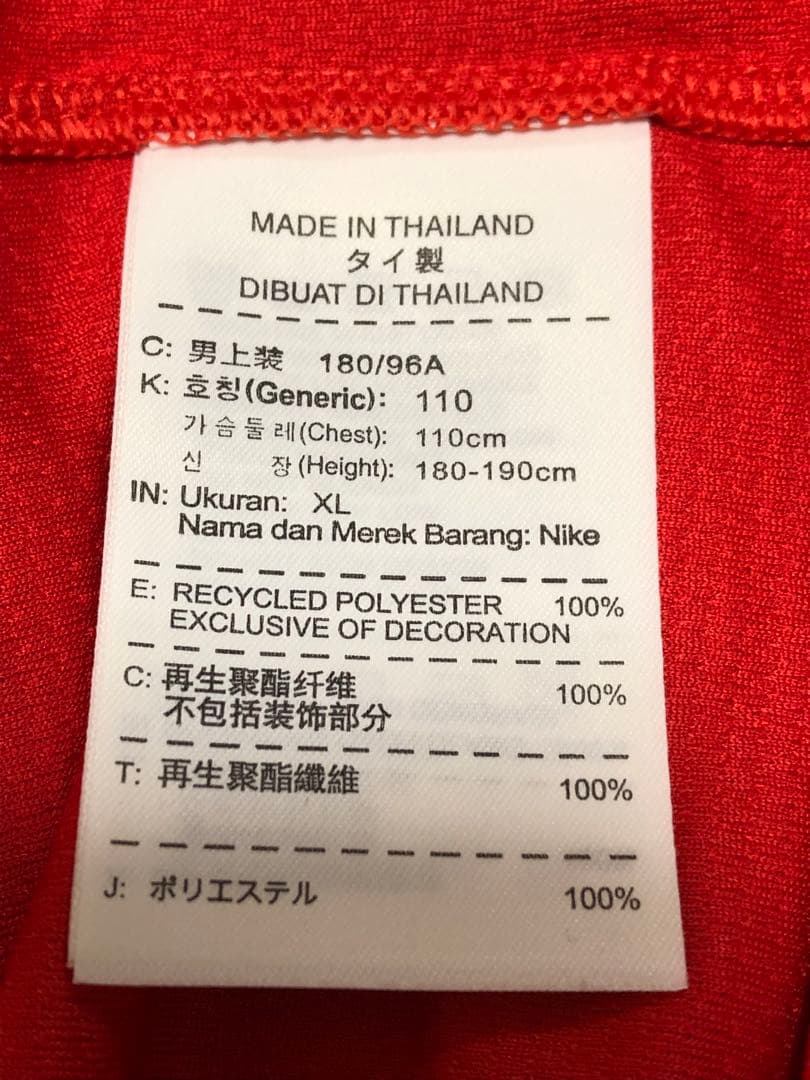 MADE IN THAILAND
タイ製
DIBUAT DI THAILAND
C: 男上装 180/96A
K: 호칭(Generic): 110
가슴둘레(Chest): 110cm
신 장(Height): 180-190cm
IN: Ukuran: XL
Nama dan Merek Barang: Nike
E: RECYCLED POLYESTER 100%
EXCLUSIVE OF DECORATION
C: 再生聚酯纤维 100%
不包括装饰部分
T: 再生聚酯纖維 100%
J: ポリエステル 100%